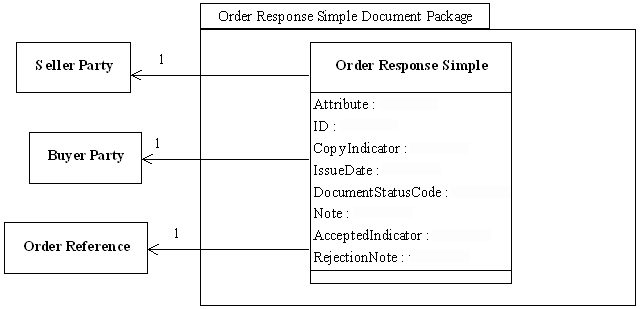 Order Response Simple Document Package
Seller Party
1
Order Response Simple
Attribute :
ID :
CopyIndicator :
IssueDate :
DocumentStatusCode :
Note :
AcceptedIndicator :
RejectionNote :
Buyer Party
1
Order Reference
1